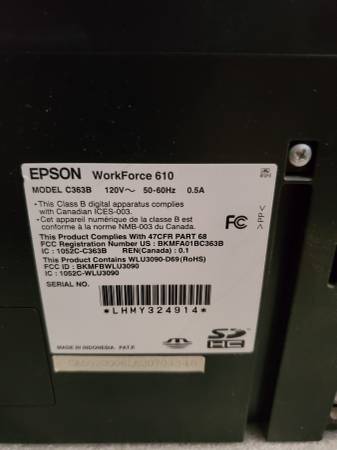 EPSON WorkForce 610
MODEL C363B 120V~ 50-60Hz 0.5A
•This Class B digital apparatus complies
with Canadian ICES-003.
•Cet appareil numérique de la classe B est
conforme à la norme NMB-003 du Canada.
FC
>PP<
This Product Complies With 47CFR PART 68
FCC Registration Number US : BKMFA01BC363B
IC : 1052C-C363B REN(Canada) : 0.1
This Product Contains WLU3090-D69(RoHS)
FCC ID : BKMFBWLU3090
IC : 1052C-WLU3090
SERIAL NO.
*LHMY324914*
SD
HC
MADE IN INDONESIA PAT.P.